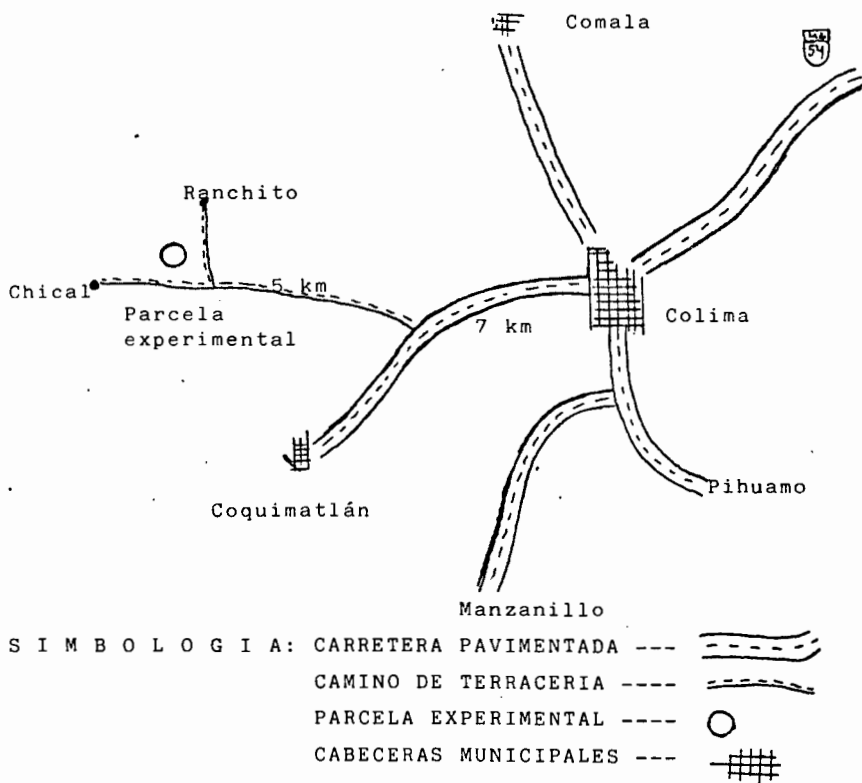 Comala
54
Ranchito
Chical
5 km
Parcela
experimental
7 km
Colima
Coquimatlán
Pihuamo
Manzanillo
S I M B O L O G I A: CARRETERA PAVIMENTADA ---
CAMINO DE TERRACERIA ----
PARCELA EXPERIMENTAL ---
CABECERAS MUNICIPALES ---